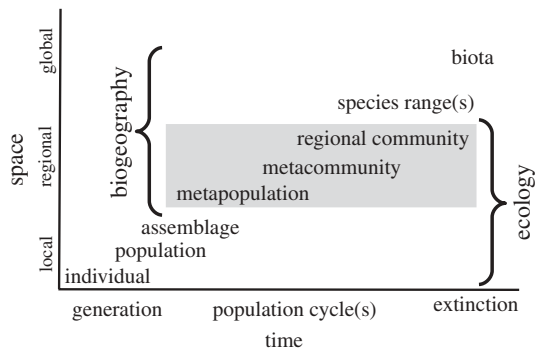 global
biota
biogeography
species range(s)
regional community
space
regional
metacommunity
ecology
metapopulation
assemblage
population
local
individual
generation
population cycle(s)
extinction
time